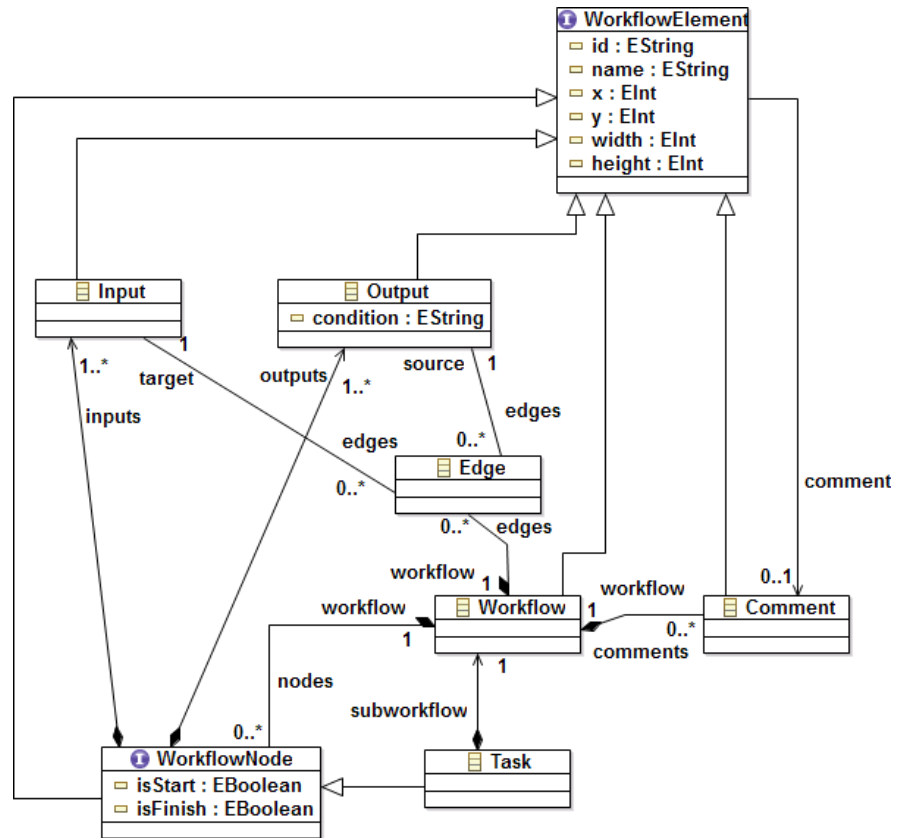 WorkflowElement
id : EString
name : EString
x : EInt
y : EInt
width : EInt
height : EInt
Input
Output
condition : EString
1..*
1
target
outputs
1..*
source
1
inputs
edges
edges
0..*
Edge
0..*
comment
0..*
edges
workflow
1
0..1
workflow
Workflow
1
workflow
Comment
1
0..*
comments
1
nodes
subworkflow
0..*
WorkflowNode
isStart : EBoolean
isFinish : EBoolean
Task